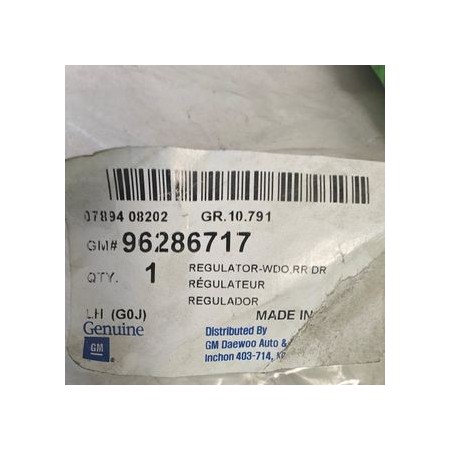 07894 08202 GR.10.791
GM# 96286717
QTY. 1 REGULATOR-WDO,RR DR
RÉGULATEUR
REGULADOR
LH (G0J) MADE IN
Genuine
GM
®
Distributed By
GM Daewoo Auto &
Inchon 403-714,